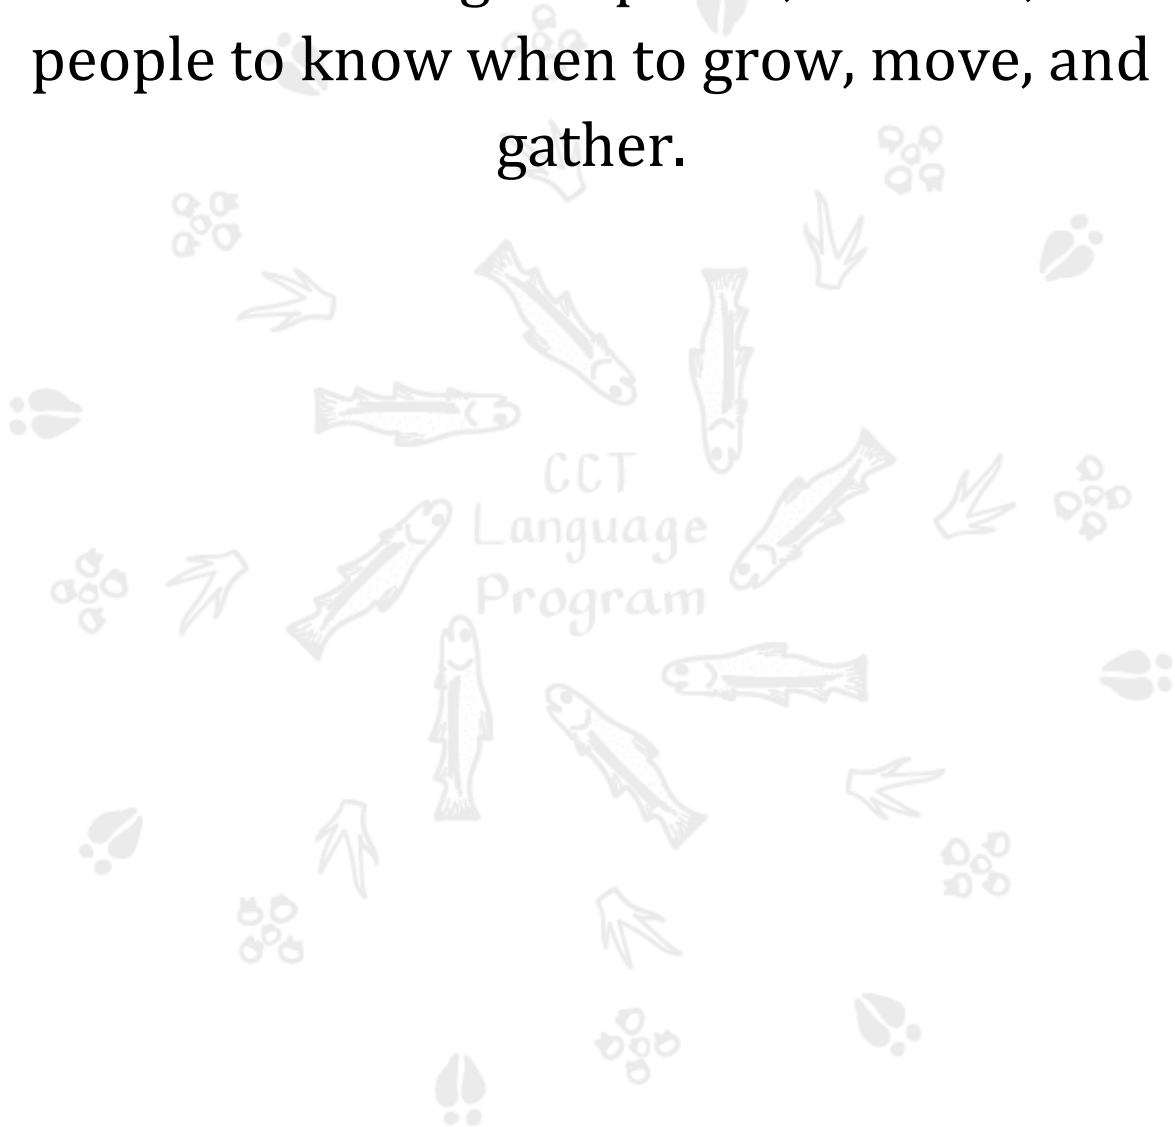 people to know when to grow, move, and
gather.
CCT
Language
Program